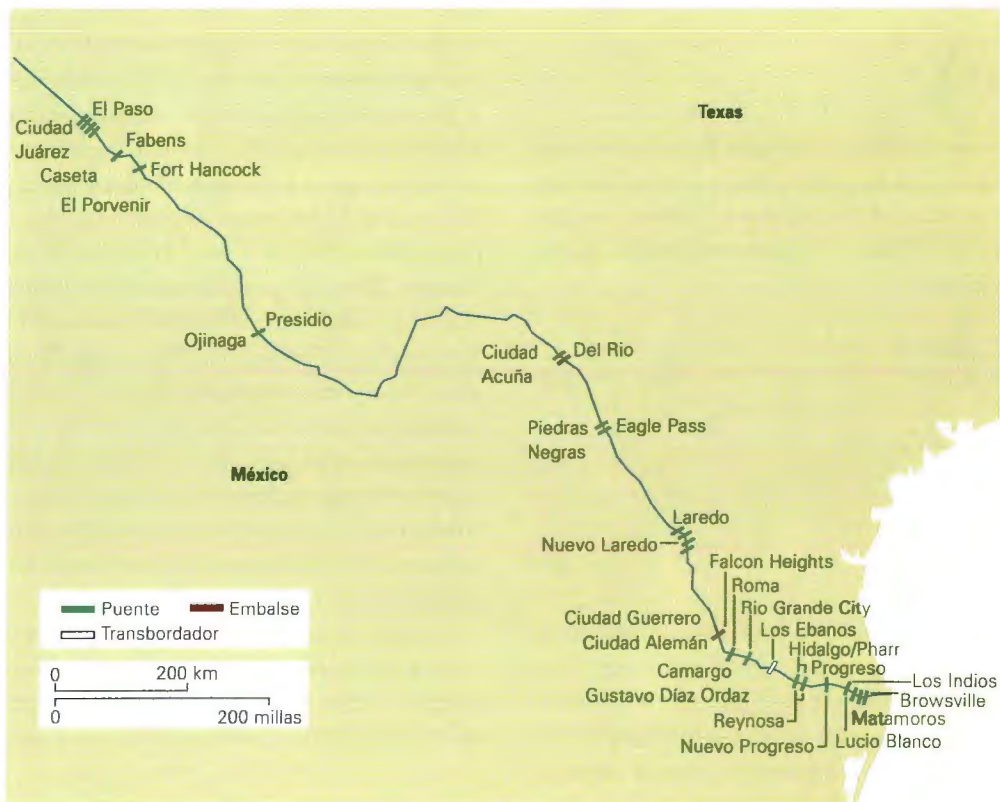 Texas
El Paso
Ciudad
Juárez
Fabens
Caseta
Fort Hancock
El Porvenir
Presidio
Ojinaga
Ciudad
Acuña
Del Rio
Piedras
Negras
Eagle Pass
México
Laredo
Nuevo Laredo
Falcon Heights
Roma
Rio Grande City
Los Ebanos
Hidalgo/Pharr
Progreso
Ciudad Guerrero
Ciudad Alemán
Camargo
Gustavo Díaz Ordaz
Reynosa
Nuevo Progreso
Los Indios
Browsville
Matamoros
Lucio Blanco
Puente
Embalse
Transbordador
0 200 km
0 200 millas